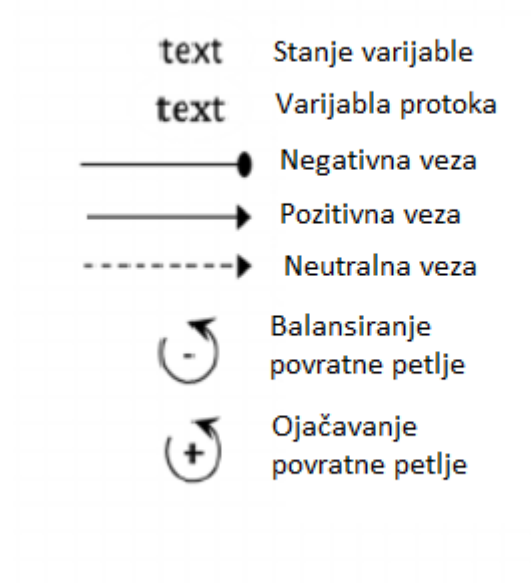 text Stanje varijable
text Varijabla protoka
Negativna veza
Pozitivna veza
Neutralna veza
- Balansiranje
povratne petlje
+ Ojačavanje
povratne petlje